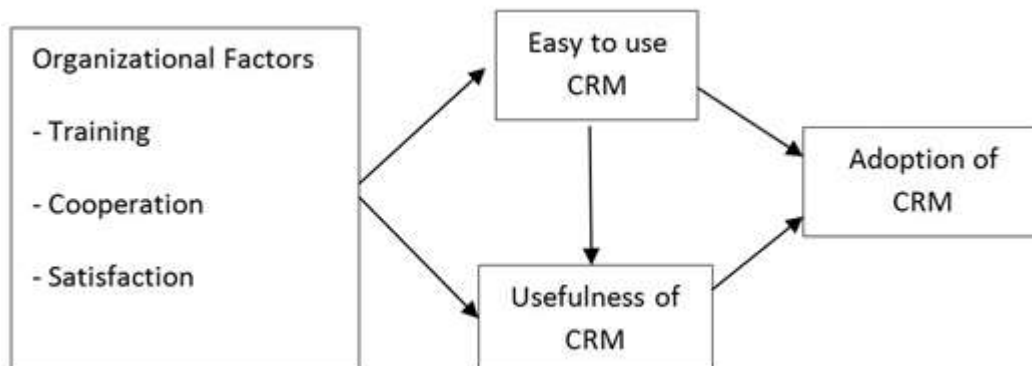 Organizational Factors
- Training
- Cooperation
- Satisfaction
Easy to use
CRM
Usefulness of
CRM
Adoption of
CRM